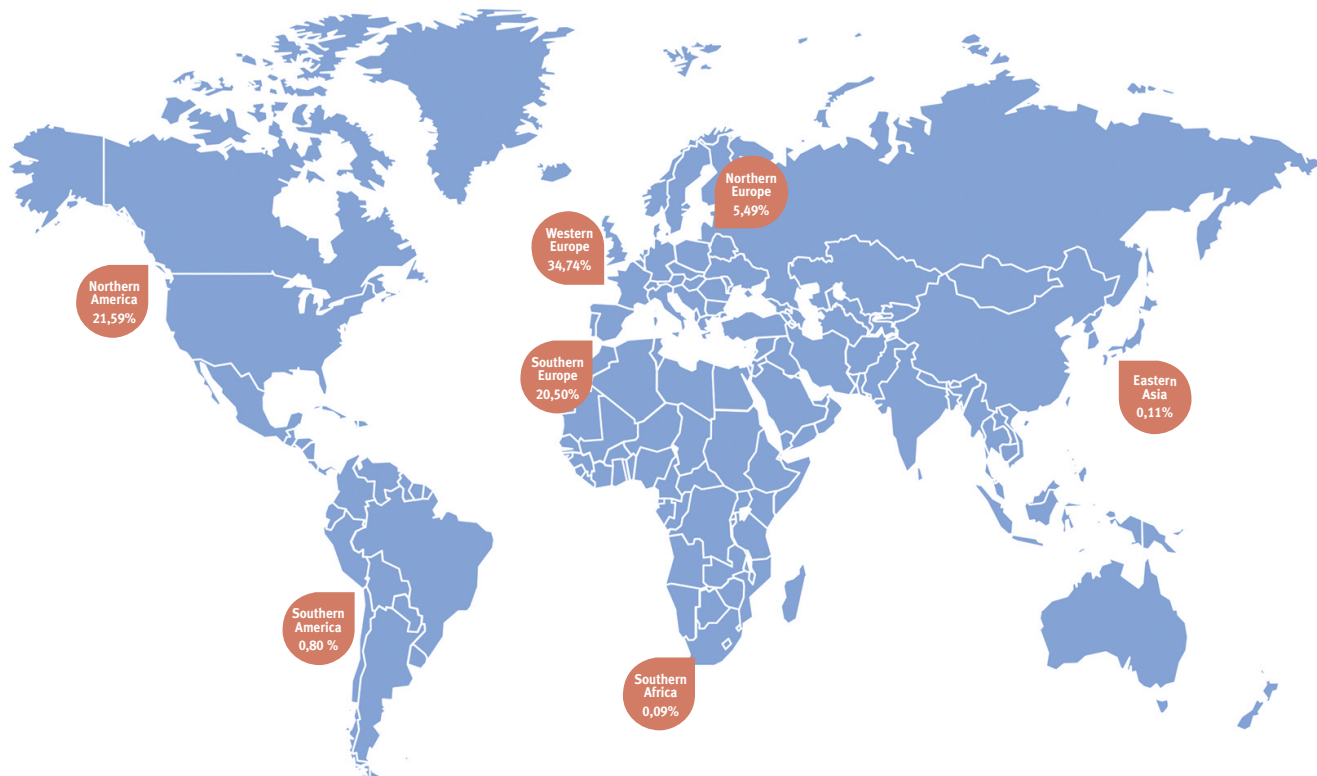 Northern
Europe
5,49%
Western
Europe
34,74%
Northern
America
21,59%
Southern
Europe
20,50%
Eastern
Asia
0,11%
Southern
America
0,80 %
Southern
Africa
0,09%